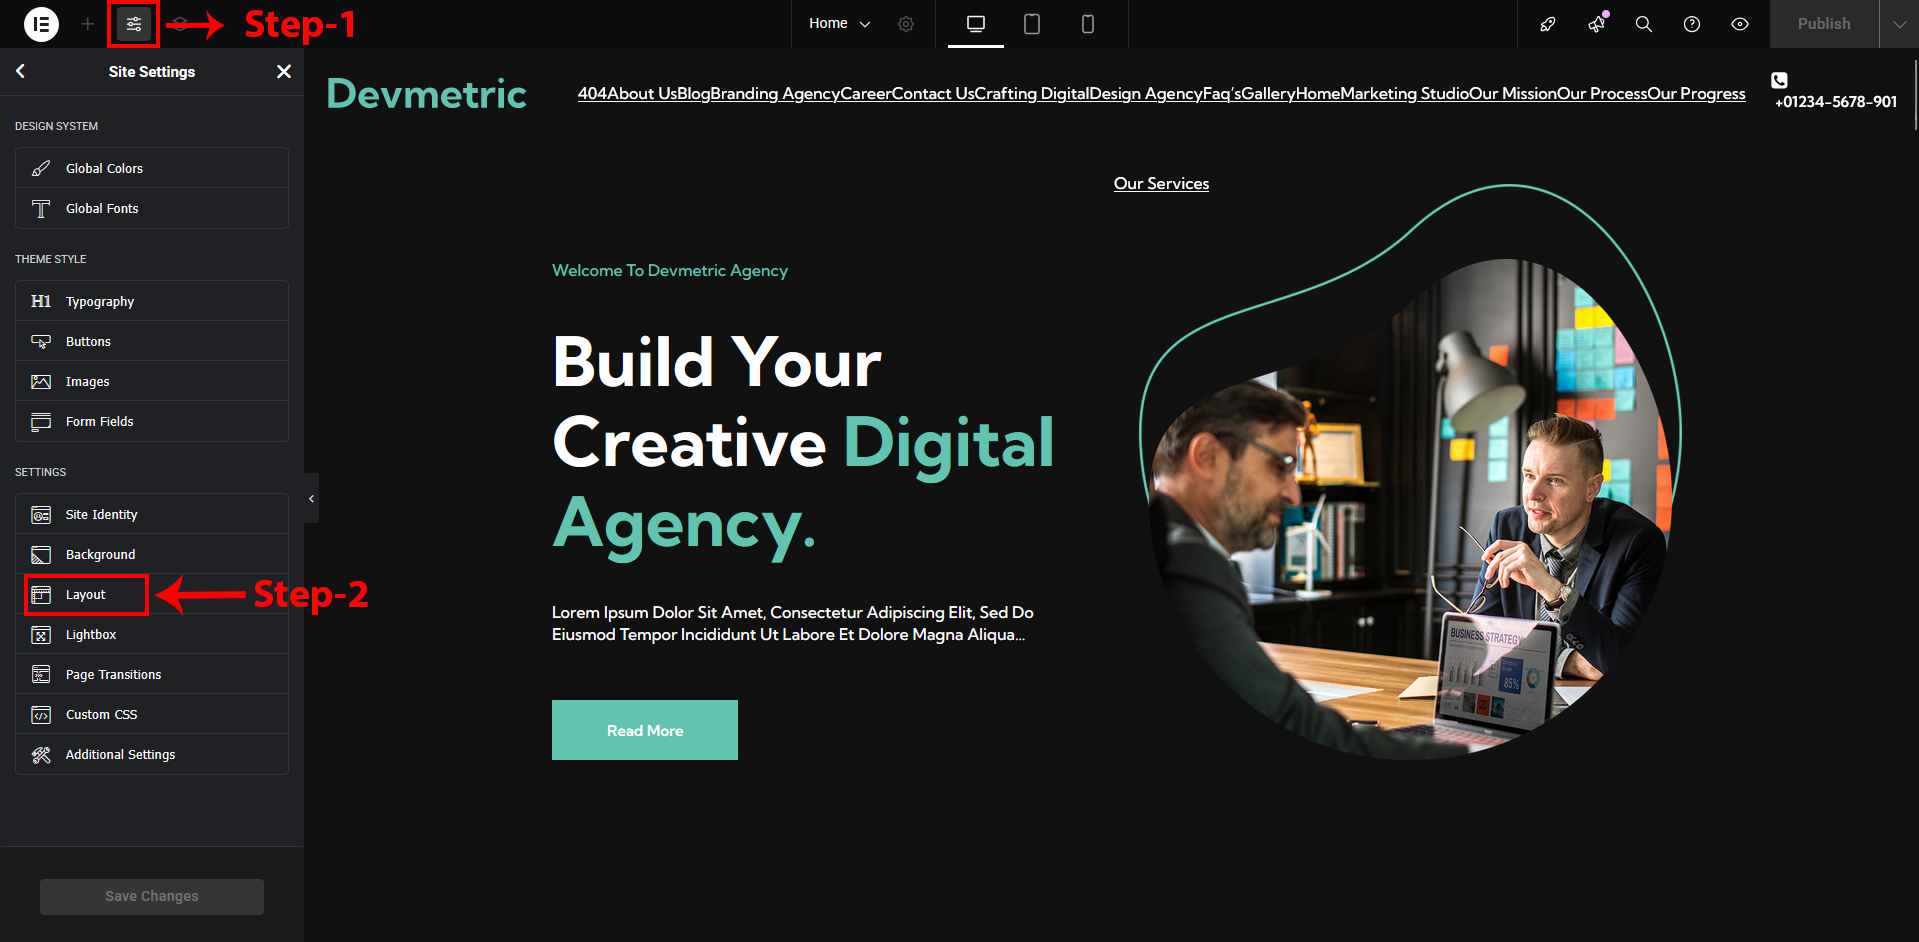 Step-1
Home
Publish
Site Settings
DESIGN SYSTEM
Global Colors
Global Fonts
THEME STYLE
H1 Typography
Buttons
Images
Form Fields
SETTINGS
Site Identity
Background
Layout
Step-2
Lightbox
Page Transitions
Custom CSS
Additional Settings
Save Changes
Devmetric
404About UsBlogBranding AgencyCareerContact UsCrafting DigitalDesign AgencyFaq'sGalleryHomeMarketing StudioOur MissionOur ProcessOur Progress
+01234-5678-901
Our Services
Welcome To Devmetric Agency
Build Your
Creative Digital
Agency.
Lorem Ipsum Dolor Sit Amet, Consectetur Adipiscing Elit, Sed Do
Eiusmod Tempor Incididunt Ut Labore Et Dolore Magna Aliqua...
Read More
BUSINESS STRATEGY
85%